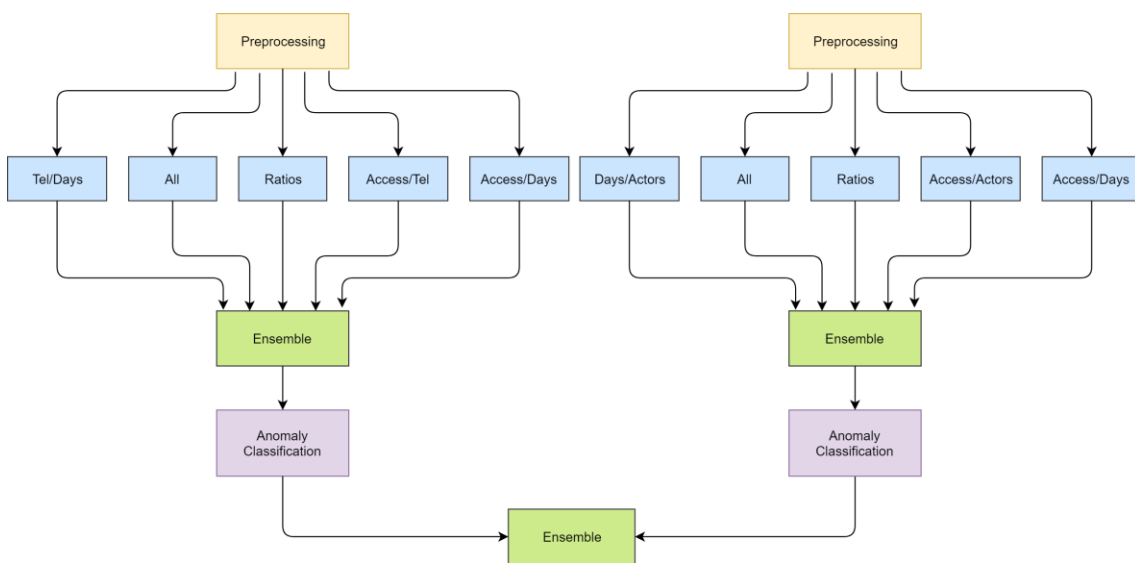 Preprocessing
Preprocessing
Tel/Days
All
Ratios
Access/Tel
Access/Days
Days/Actors
All
Ratios
Access/Actors
Access/Days
Ensemble
Ensemble
Anomaly
Classification
Anomaly
Classification
Ensemble